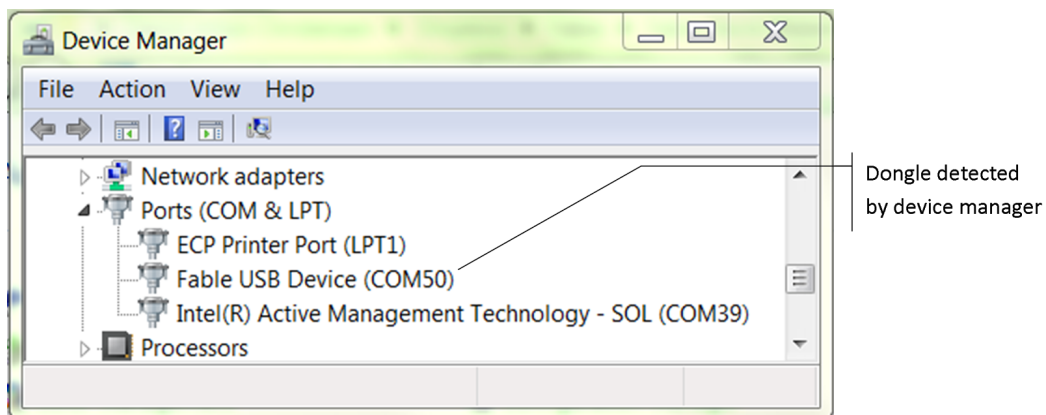 Device Manager
File Action View Help
Network adapters
Ports (COM & LPT)
ECP Printer Port (LPT1)
Fable USB Device (COM50)
Intel(R) Active Management Technology - SOL (COM39)
Processors
Dongle detected
by device manager